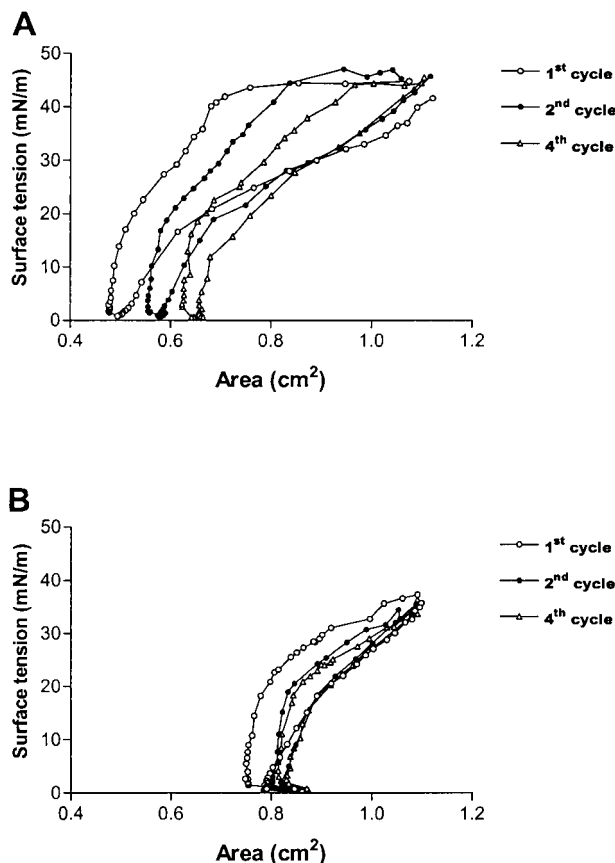 A
Surface tension (mN/m)
50
40
30
20
10
0
0.4 0.6 0.8 1.0 1.2
Area (cm²)
1st cycle
2nd cycle
4th cycle
B
Surface tension (mN/m)
50
40
30
20
10
0
0.4 0.6 0.8 1.0 1.2
Area (cm²)
1st cycle
2nd cycle
4th cycle